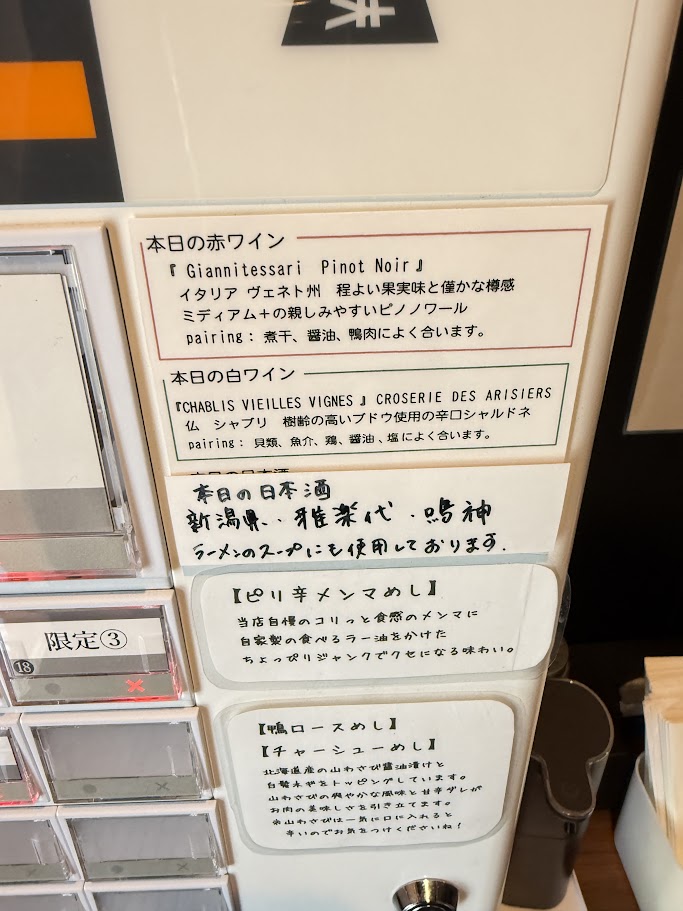 本日の赤ワイン
『 Giannitessari Pinot Noir 』
イタリア ヴェネト州 程よい果実味と僅かな樽感
ミディアム+の親しみやすいピノノワール
pairing : 煮干、醤油、鴨肉によく合います。
本日の白ワイン
『CHABLIS VIEILLES VIGNES 』 CROSERIE DES ARISIERS
仏 シャブリ 樹齢の高いブドウ使用の辛口シャルドネ
pairing : 貝類、魚介、鶏、醤油、塩によく合います。
本日の日本酒
本日の日本酒
新潟県・雅楽代・鳴神
ラーメンのスープにも使用しております.
【ピリ辛メンマめし】
当店自慢のコリっと食感のメンマに
自家製の食べるラー油をかけた
ちょっぴりジャンクでクセになる味わい。
限定③
18
【鴨ロースめし】
【チャーシューめし】
北海道産の山わさび醤油漬けと
白髪ネギをトッピングしています。
山わさびの爽やかな風味と甘辛ダレが
お肉の美味しさを引き立てます。
※山わさびは一気に口に入れると
辛いのでお気をつけくださいね!